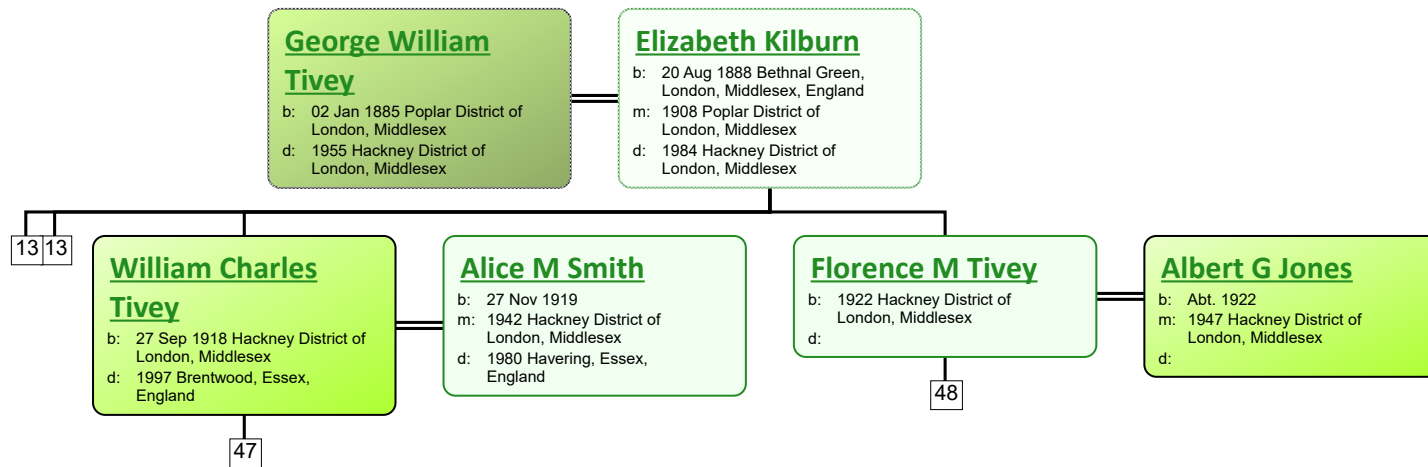 George William
Tivey
b: 02 Jan 1885 Poplar District of
London, Middlesex
d: 1955 Hackney District of
London, Middlesex
Elizabeth Kilburn
b: 20 Aug 1888 Bethnal Green,
London, Middlesex, England
m: 1908 Poplar District of
London, Middlesex
d: 1984 Hackney District of
London, Middlesex
13
13
William Charles
Tivey
b: 27 Sep 1918 Hackney District of
London, Middlesex
d: 1997 Brentwood, Essex,
England
Alice M Smith
b: 27 Nov 1919
m: 1942 Hackney District of
London, Middlesex
d: 1980 Havering, Essex,
England
Florence M Tivey
b: 1922 Hackney District of
London, Middlesex
d:
Albert G Jones
b: Abt. 1922
m: 1947 Hackney District of
London, Middlesex
d:
47
48